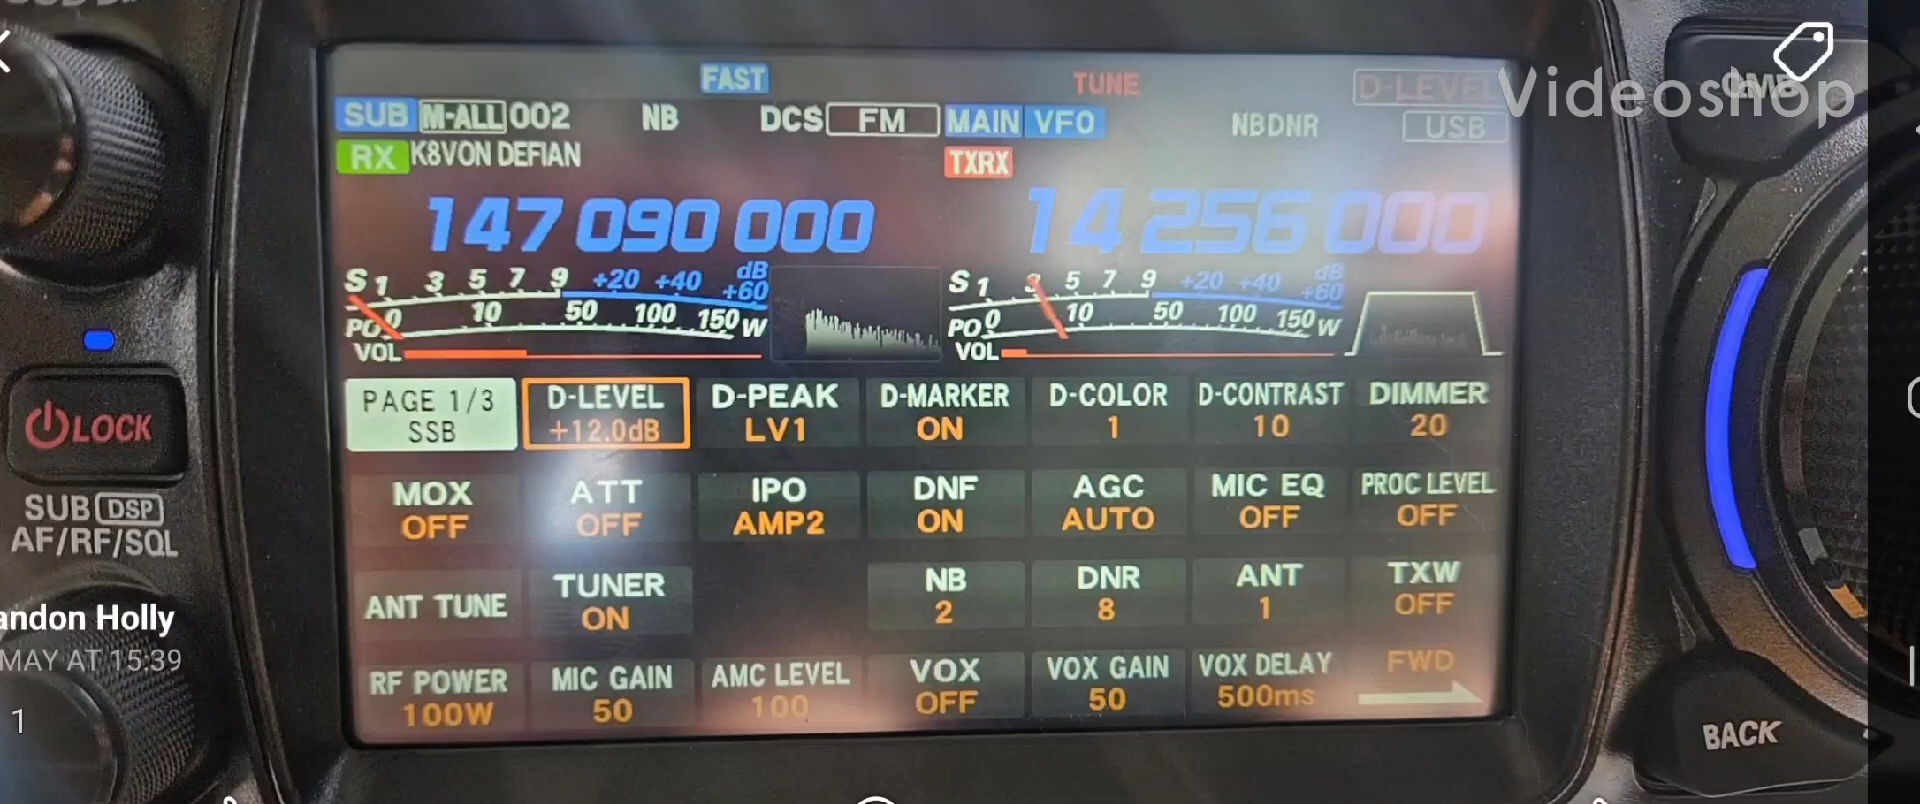 FAST TUNE D-LEVEL
Videoshop
SUB M-ALL 002 NB DCS FM MAIN VFO NB DNR USB
RX K8VON DEFIAN TXRX
147 090 000 14 256 000
S 1 3 5 7 9 +20 +40 +60 dB S 1 3 5 7 9 +20 +40 +60 dB
PO 0 10 50 100 150 W PO 0 10 50 100 150 W
VOL VOL
PAGE 1/3 D-LEVEL D-PEAK D-MARKER D-COLOR D-CONTRAST DIMMER
SSB +12.0dB LV1 ON 1 10 20
LOCK
MOX ATT IPO DNF AGC MIC EQ PROC LEVEL
OFF OFF AMP2 ON AUTO OFF OFF
SUB DSP
AF/RF/SQL
ANT TUNE TUNER NB DNR ANT TXW
ON 2 8 1 OFF
andon Holly
MAY AT 15:39
RF POWER MIC GAIN AMC LEVEL VOX VOX GAIN VOX DELAY FWD
100W 50 100 OFF 50 500ms
1
BACK